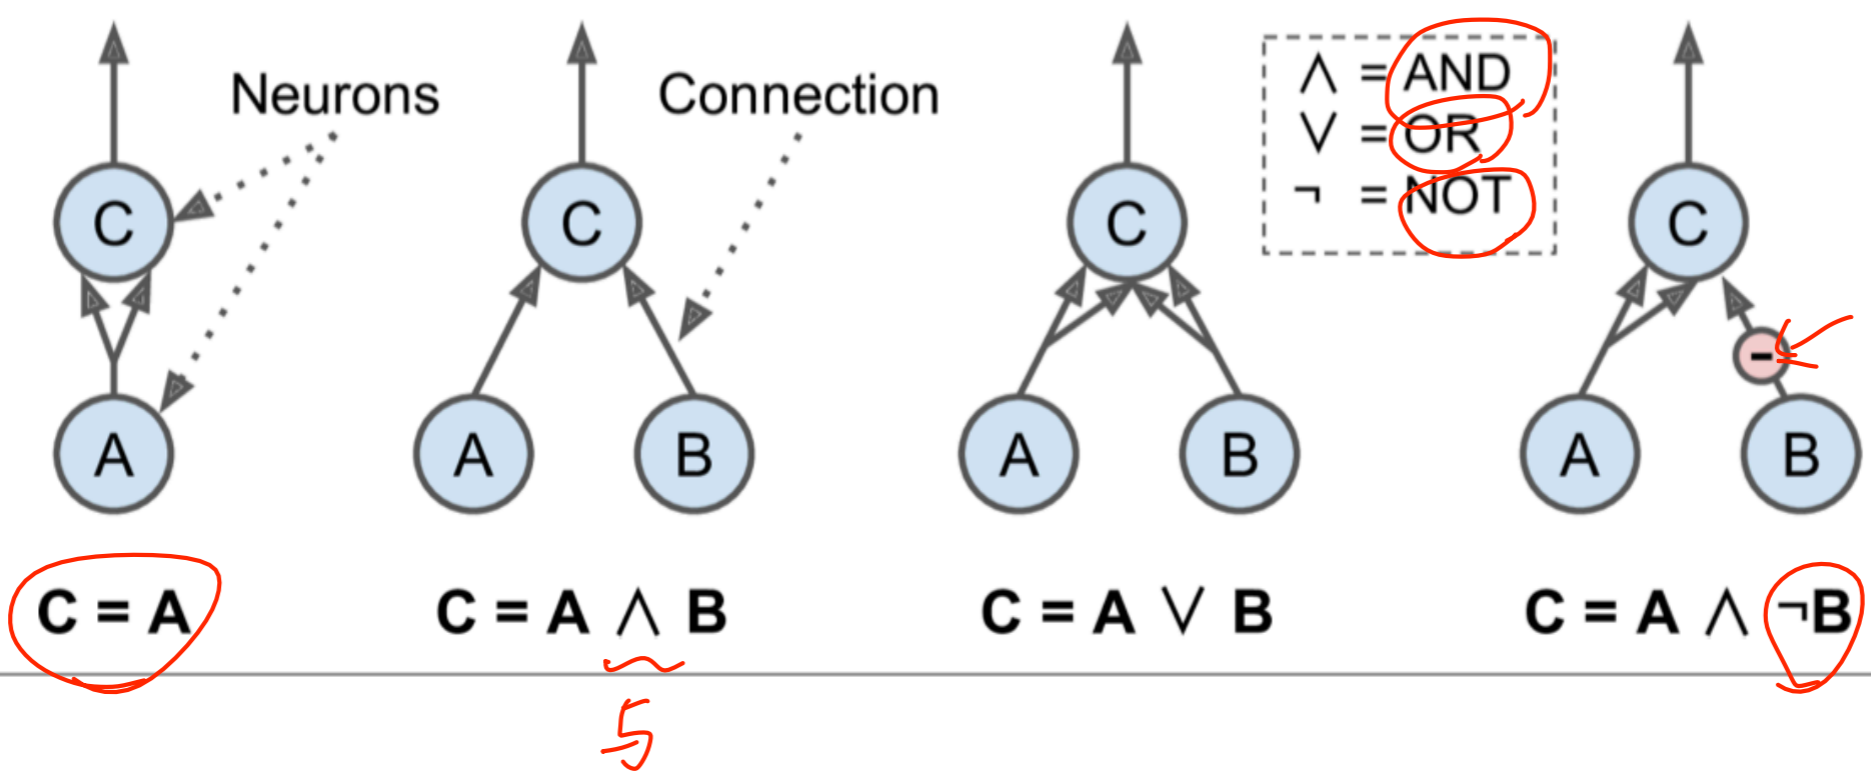 Neurons
Connection
∧ = AND
∨ = OR
¬ = NOT
C C C C
-
A A B A B A B
C = A
C = A ∧ B
C = A ∨ B
C = A ∧ ¬B
5